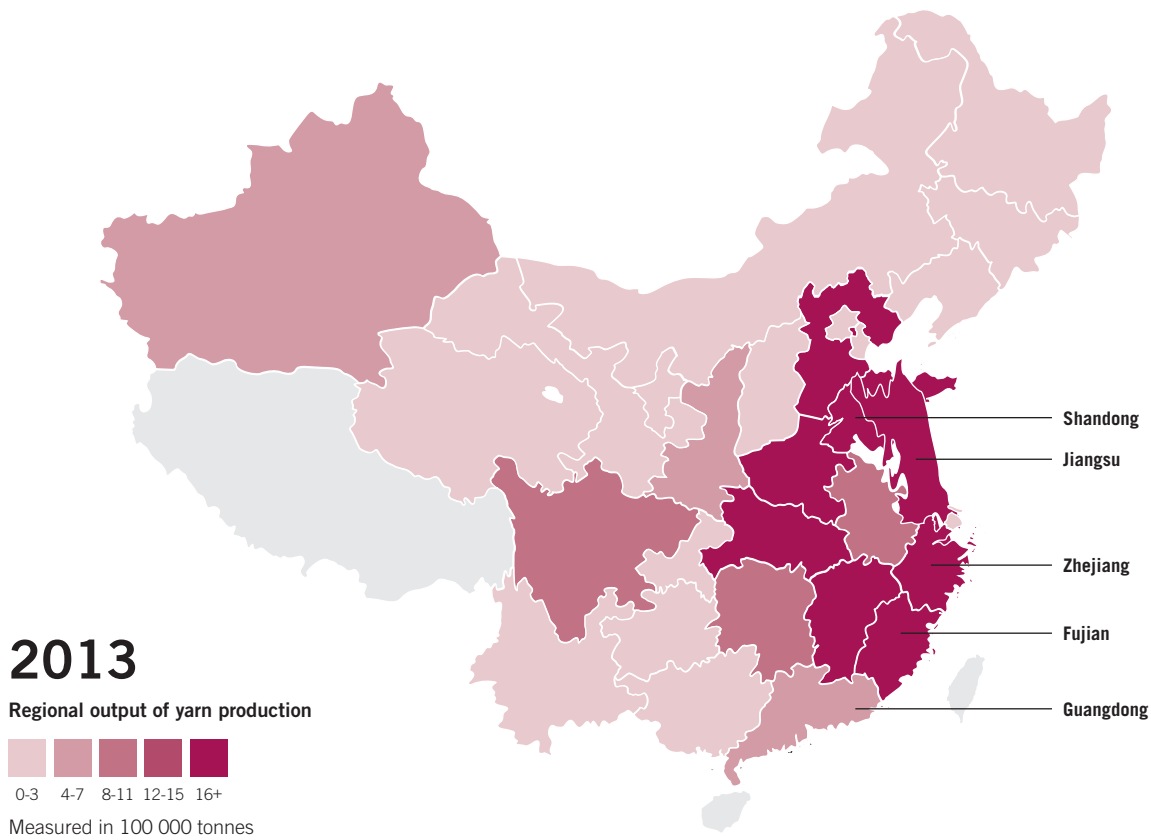 Shandong
Jiangsu
Zhejiang
Fujian
Guangdong
2013
Regional output of yarn production
0-3 4-7 8-11 12-15 16+
Measured in 100 000 tonnes